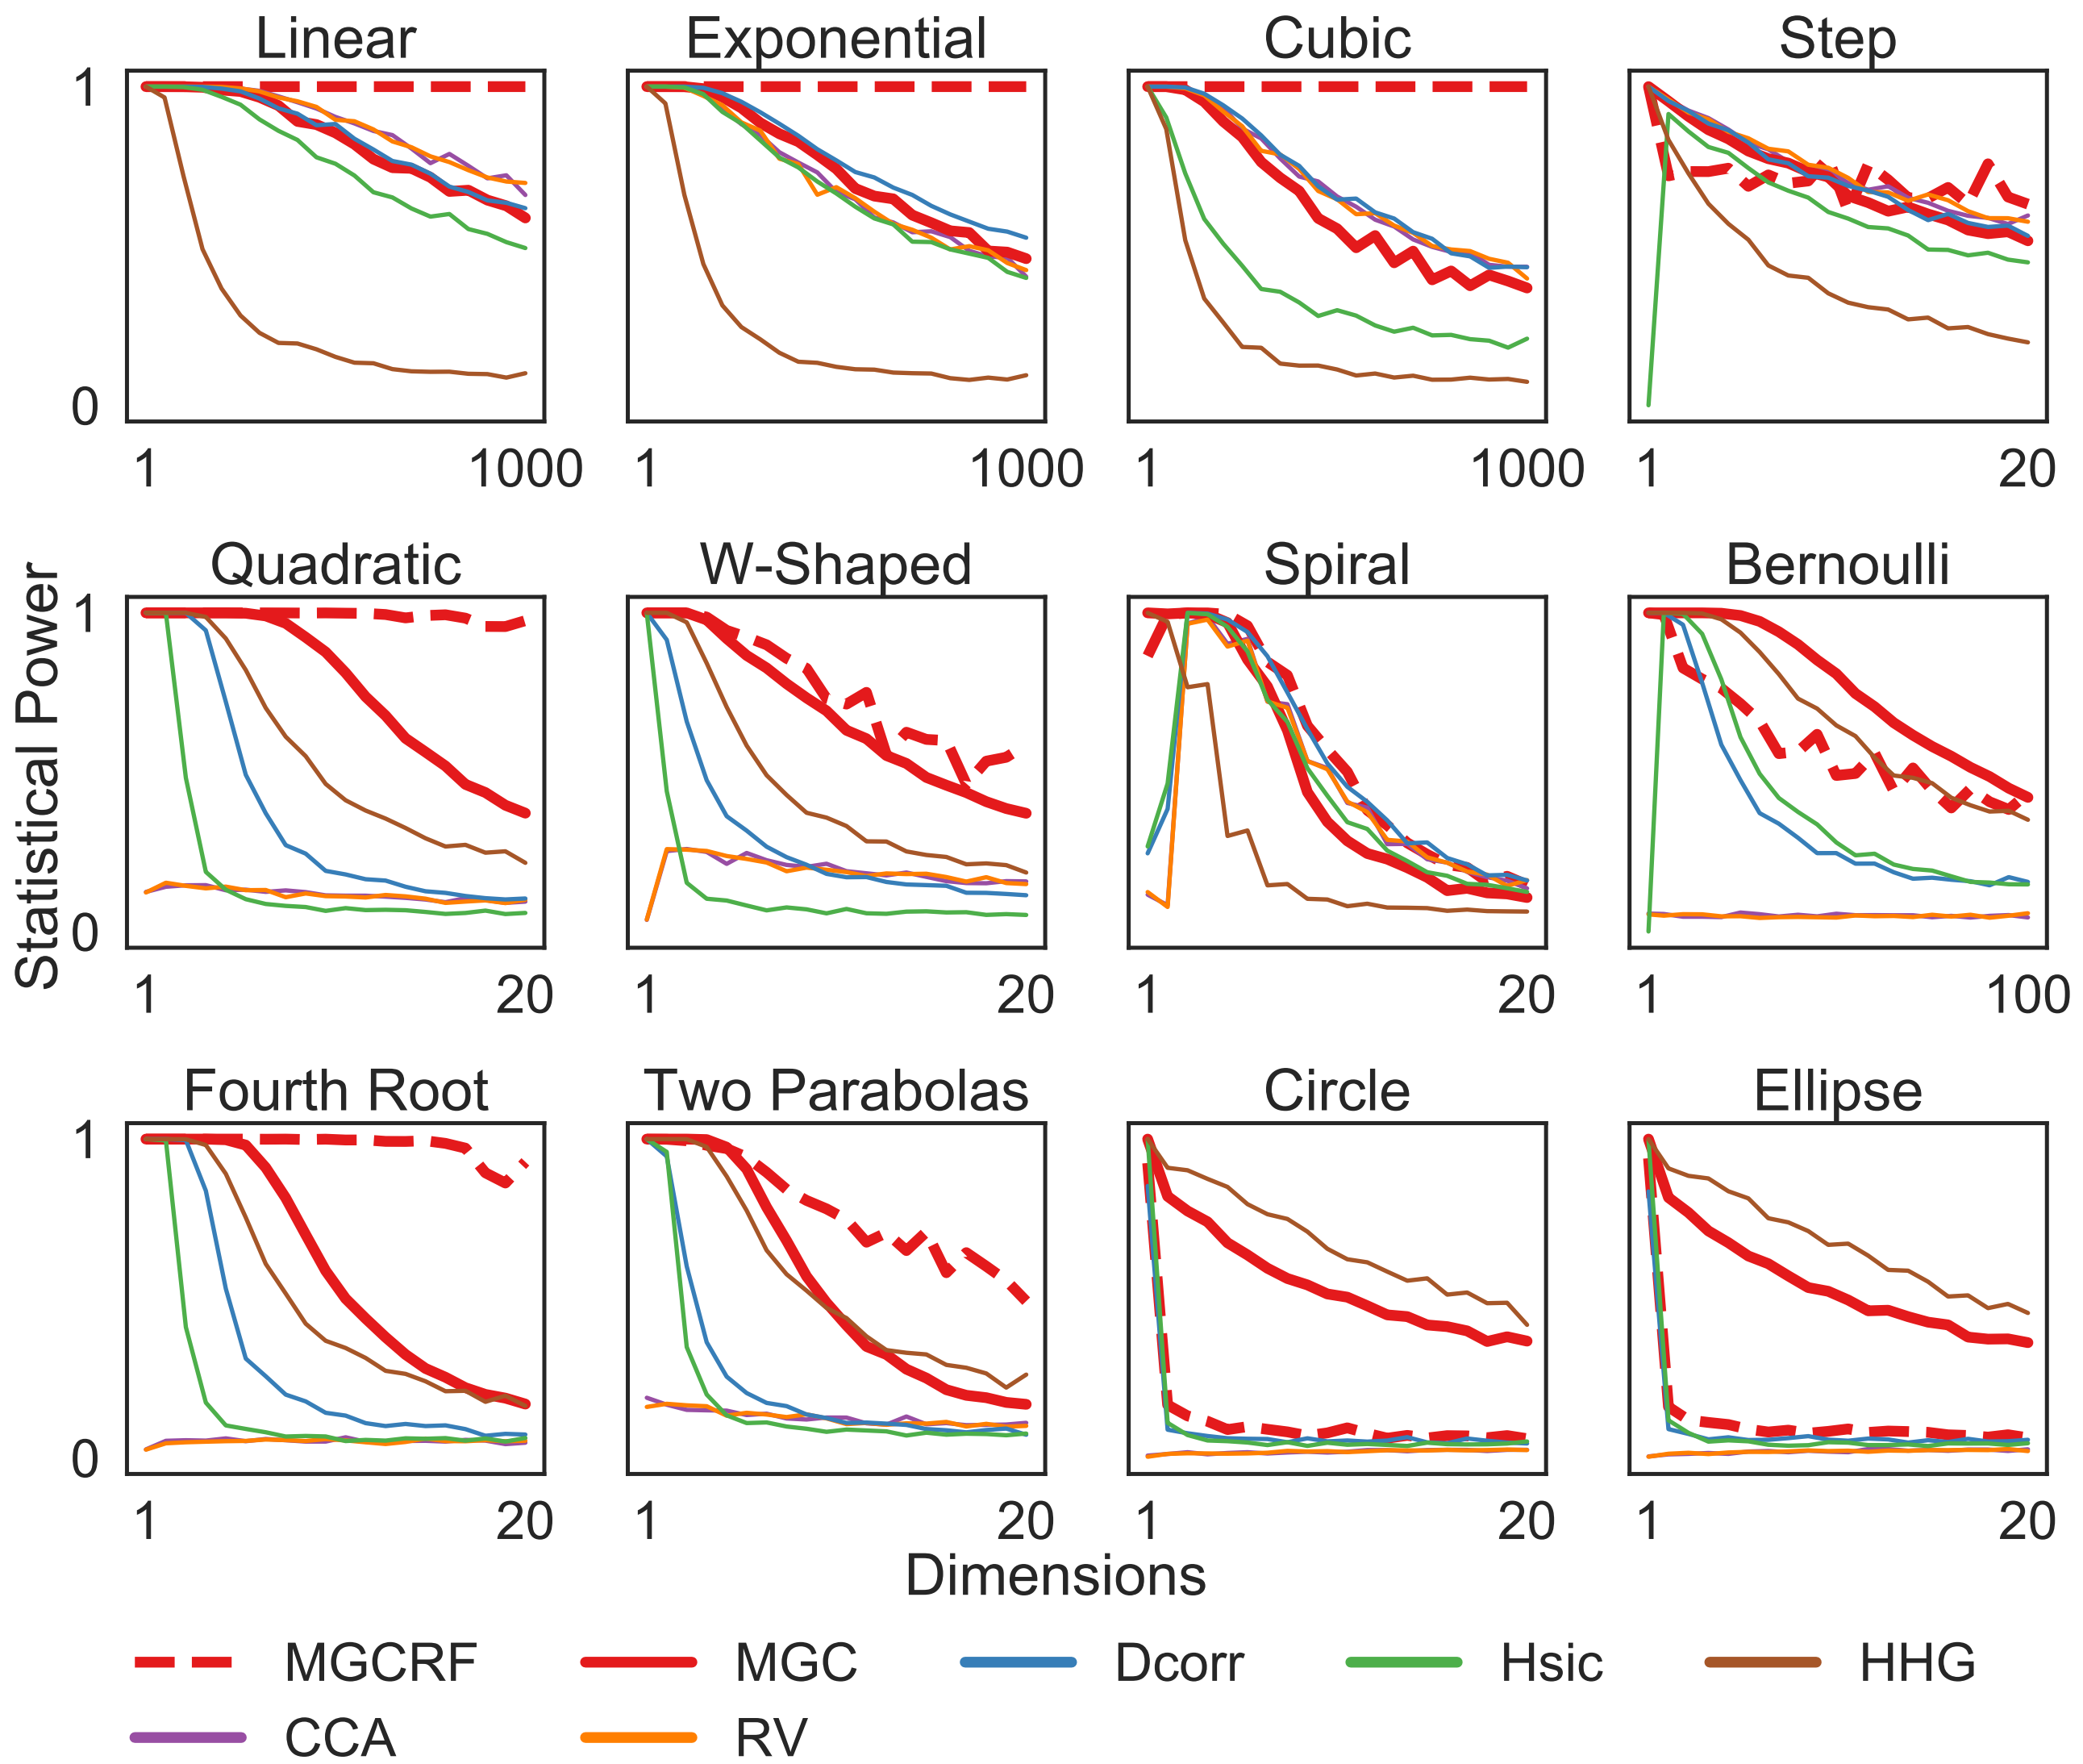 Linear Exponential Cubic Step
1
0
1 1000 1 1000 1 1000 1 20
Statistical Power
Quadratic W-Shaped Spiral Bernoulli
1
0
1 20 1 20 1 20 1 100
Fourth Root Two Parabolas Circle Ellipse
1
0
1 20 1 20 1 20 1 20
Dimensions
MGCRF MGC Dcorr Hsic HHG
CCA RV